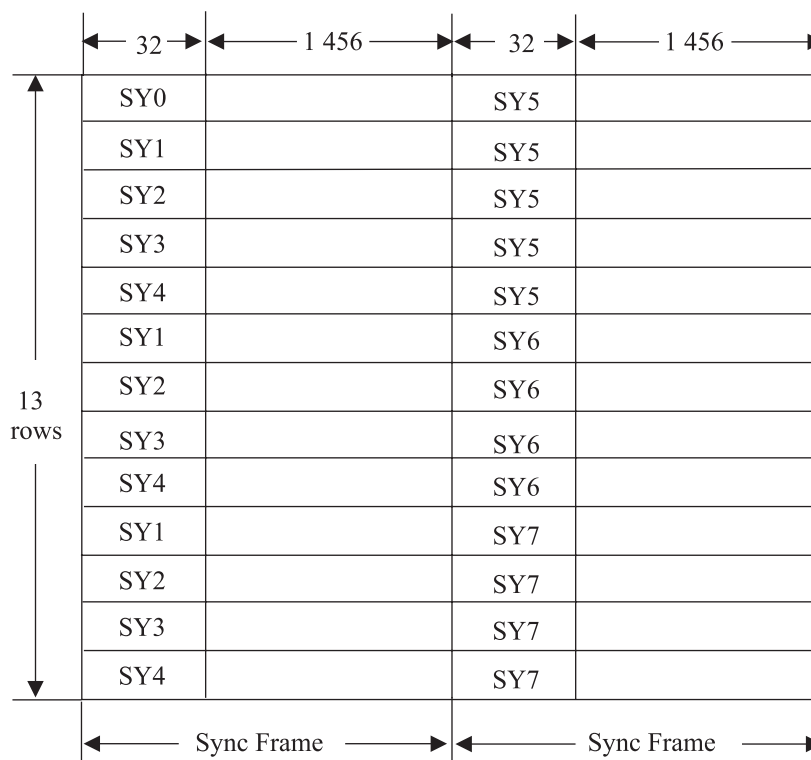 32 1 456 32 1 456
SY0 SY5
SY1 SY5
SY2 SY5
SY3 SY5
SY4 SY5
SY1 SY6
SY2 SY6
13
rows
SY3 SY6
SY4 SY6
SY1 SY7
SY2 SY7
SY3 SY7
SY4 SY7
Sync Frame Sync Frame